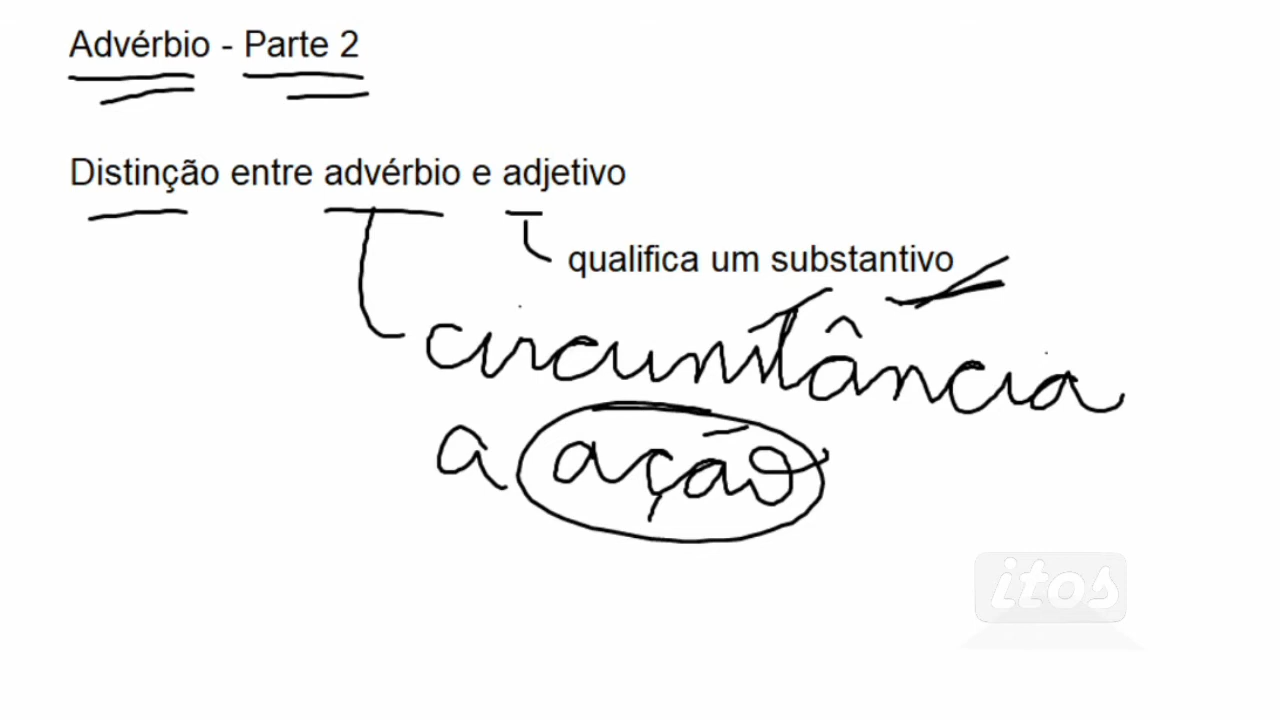 Advérbio - Parte 2
Distinção entre advérbio e adjetivo
qualifica um substantivo
circunstância
a ação
itos